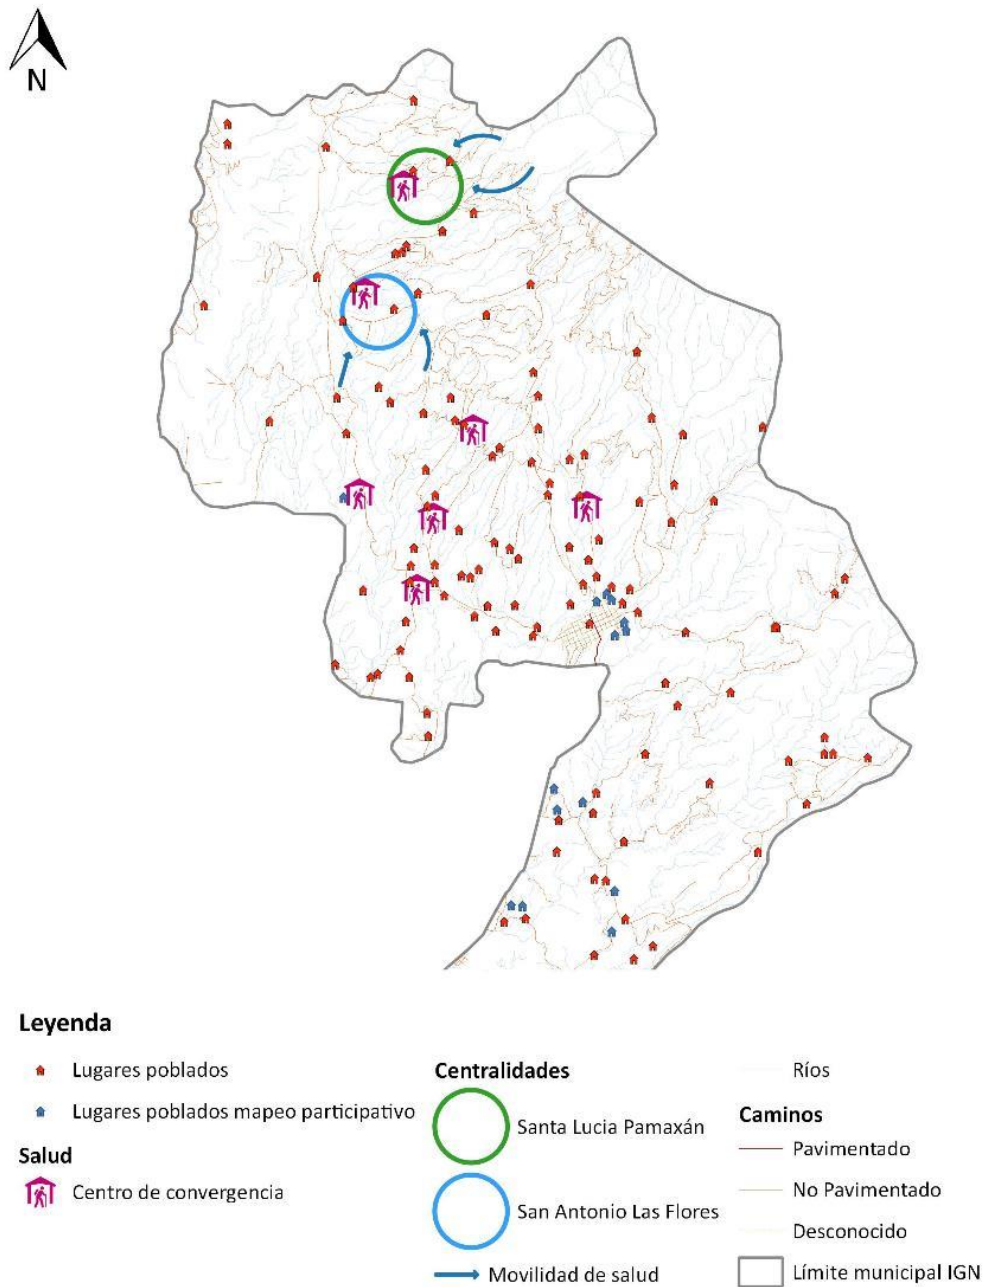 N
Leyenda
Lugares poblados
Lugares poblados mapeo participativo
Salud
Centro de convergencia
Centralidades
Santa Lucia Pamaxán
San Antonio Las Flores
Movilidad de salud
Ríos
Caminos
Pavimentado
No Pavimentado
Desconocido
Límite municipal IGN